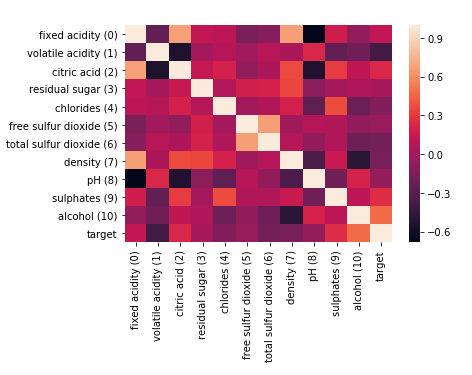 fixed acidity (0)
volatile acidity (1)
citric acid (2)
residual sugar (3)
chlorides (4)
free sulfur dioxide (5)
total sulfur dioxide (6)
density (7)
pH (8)
sulphates (9)
alcohol (10)
target
fixed acidity (0)
volatile acidity (1)
citric acid (2)
residual sugar (3)
chlorides (4)
free sulfur dioxide (5)
total sulfur dioxide (6)
density (7)
pH (8)
sulphates (9)
alcohol (10)
target
0.9
0.6
0.3
0.0
−0.3
−0.6